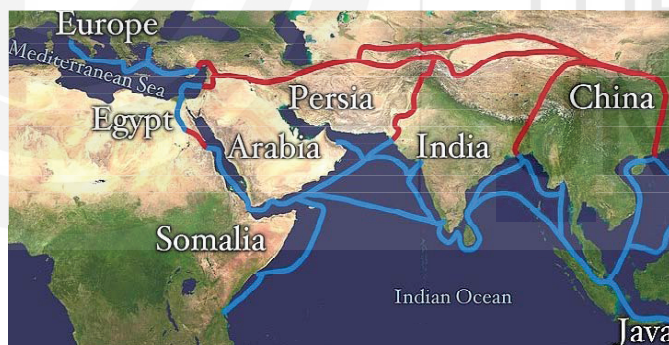 Europe
Mediterranean Sea
Egypt
Persia
China
Arabia
India
Somalia
Indian Ocean
Java